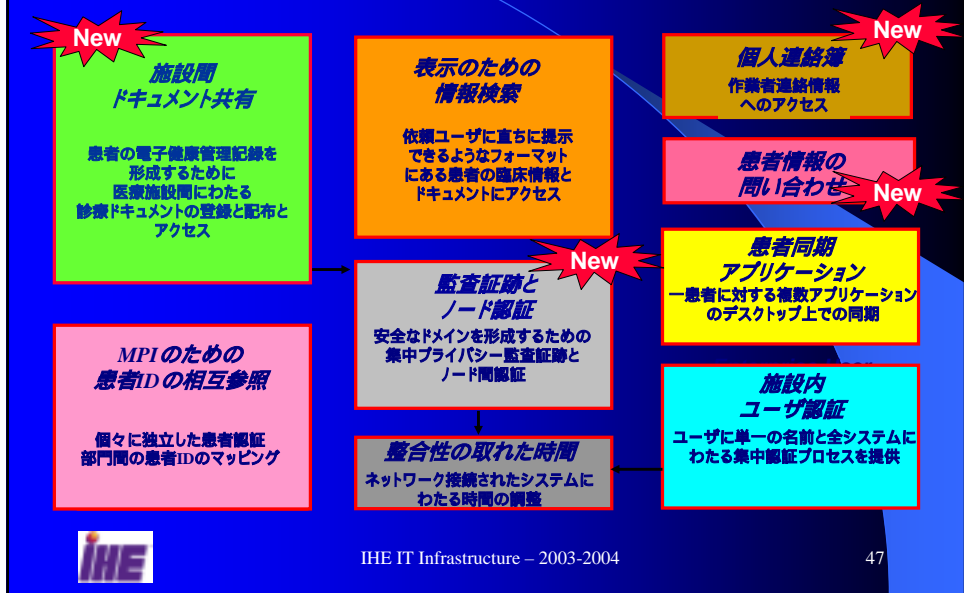 New
施設間
ドキュメント共有
患者の電子健康管理記録を
形成するために
医療施設間にわたる
診療ドキュメントの登録と配布と
アクセス
表示のための
情報検索
依頼ユーザに直ちに提示
できるようなフォーマット
にある患者の臨床情報と
ドキュメントにアクセス
New
個人連絡簿
作業者連絡情報
へのアクセス
患者情報の
問い合わせ
New
患者同期
アプリケーション
一患者に対する複数アプリケーション
のデスクトップ上での同期
New
監査証跡と
ノード認証
安全なドメインを形成するための
集中プライバシー監査証跡と
ノード間認証
MPIのための
患者IDの相互参照
個々に独立した患者認証
部門間の患者IDのマッピング
施設内
ユーザ認証
ユーザに単一の名前と全システムに
わたる集中認証プロセスを提供
整合性の取れた時間
ネットワーク接続されたシステムに
わたる時間の調整
IHE
IHE IT Infrastructure – 2003-2004
47